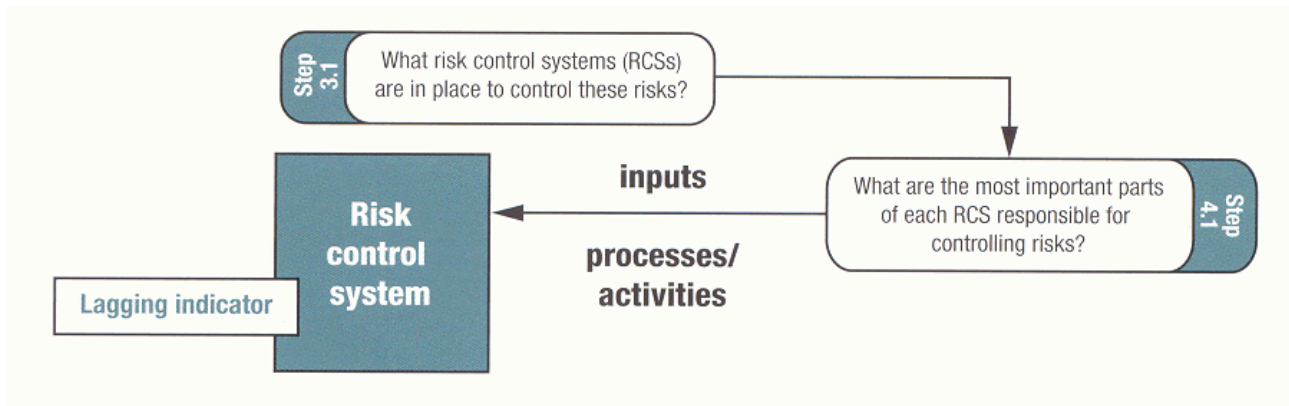 Step
3.1
What risk control systems (RCSs)
are in place to control these risks?
inputs
What are the most important parts
of each RCS responsible for
controlling risks?
Step
4.1
Risk
control
system
processes/
activities
Lagging indicator